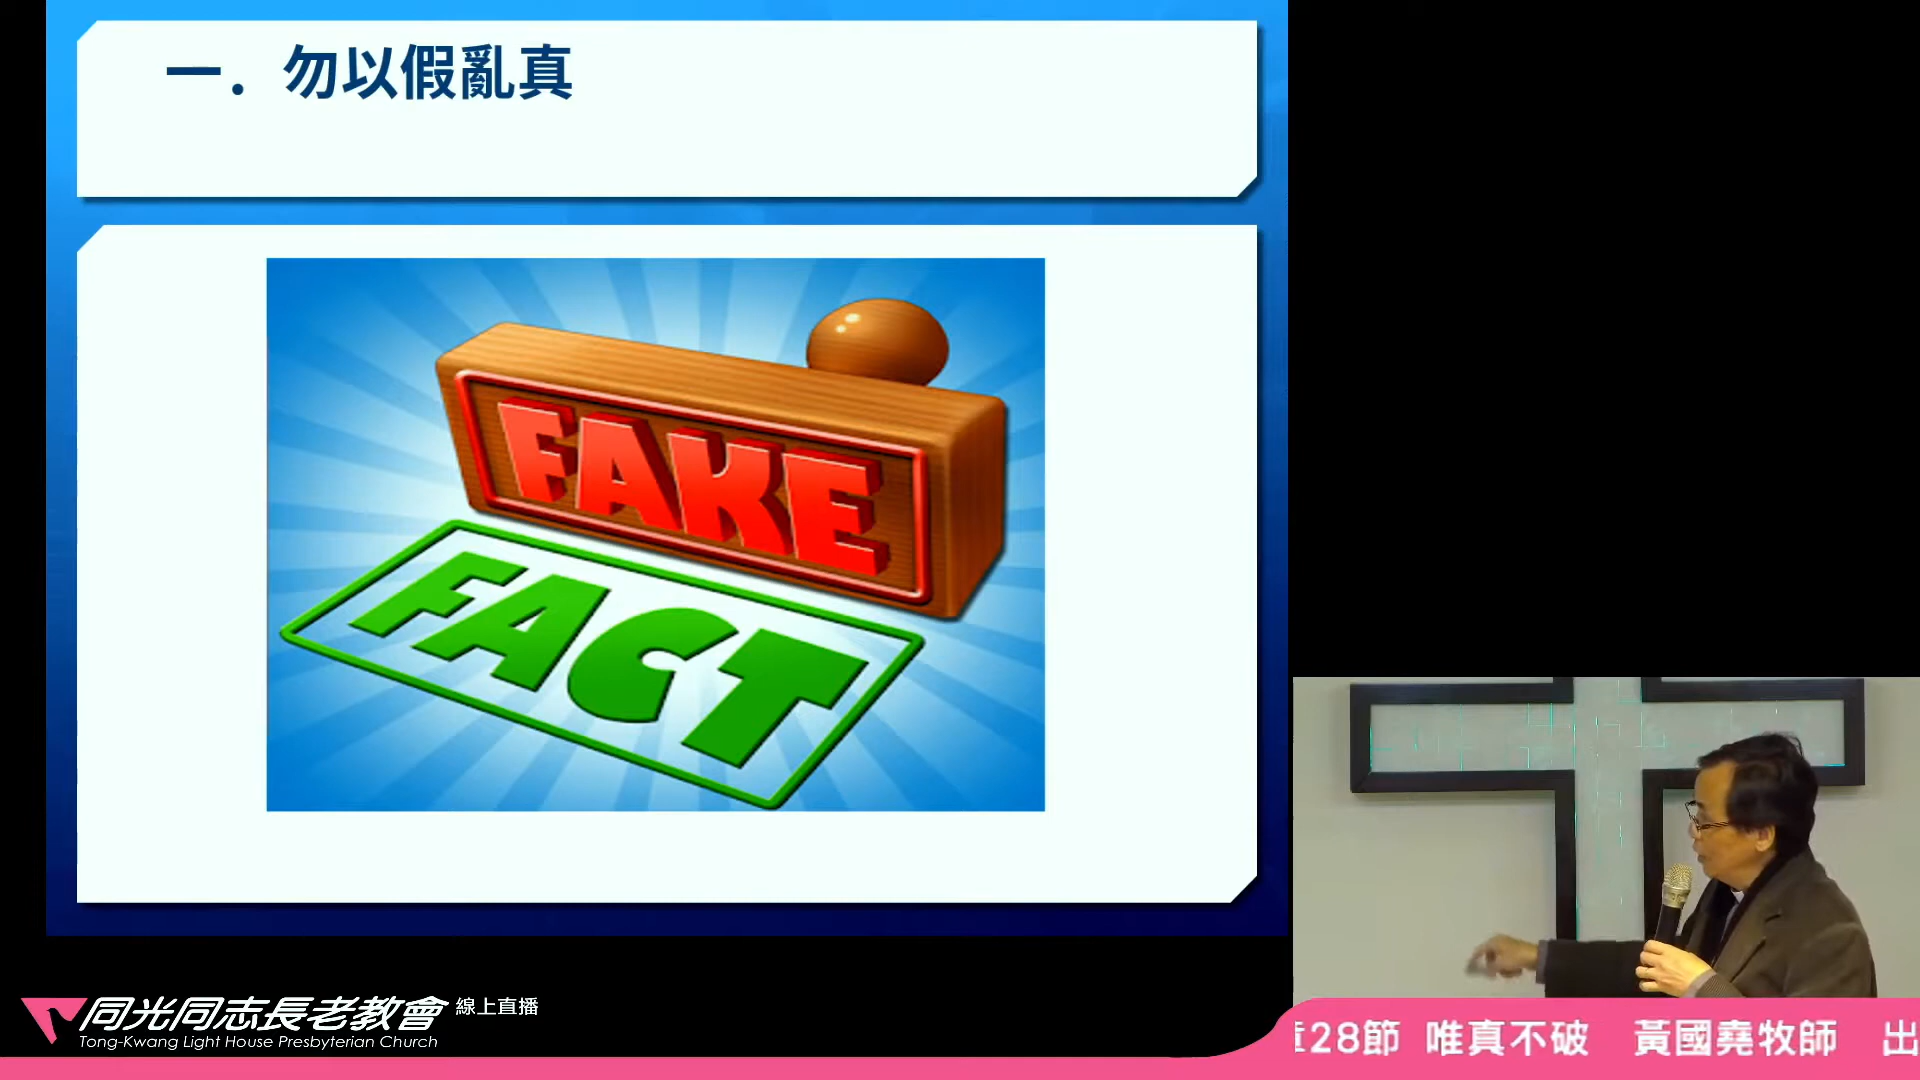 一．勿以假亂真
FAKE
FACT
同光同志長老教會 線上直播
Tong-Kwang Light House Presbyterian Church
28節 唯真不破 黃國堯牧師 出